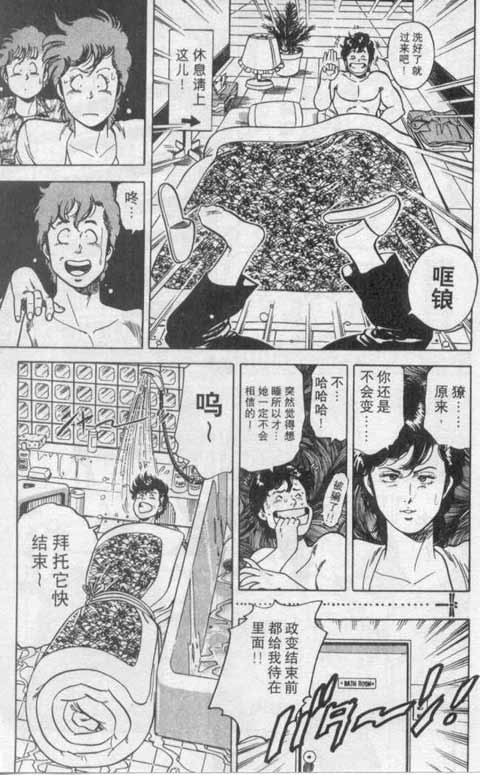 洗好了就
过来吧！
休息请上
这儿！
咚…
哐
锒
獠……
原来，
你还是
不会变…
不…
哈哈哈！
突然觉得想
睡所以才…
她一定不会
相信的～
被骗了！！
呜～
拜托它快
结束～
政变结束前
都给我待在
里面!!
BATH ROOM